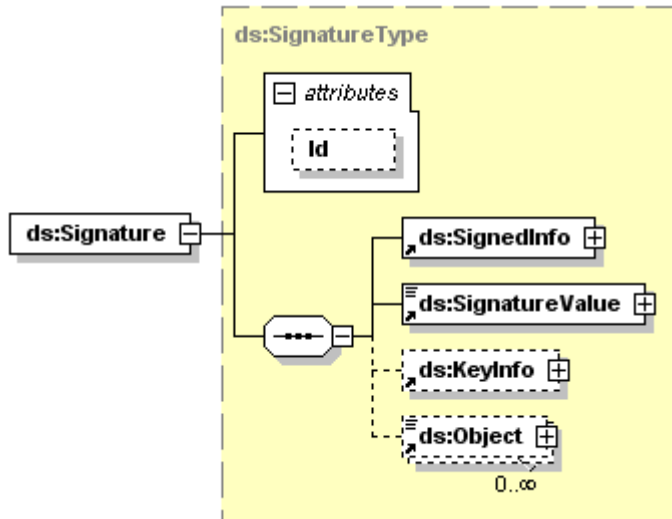 ds:SignatureType
attributes
Id
ds:Signature
ds:SignedInfo
ds:SignatureValue
ds:KeyInfo
ds:Object
0..∞